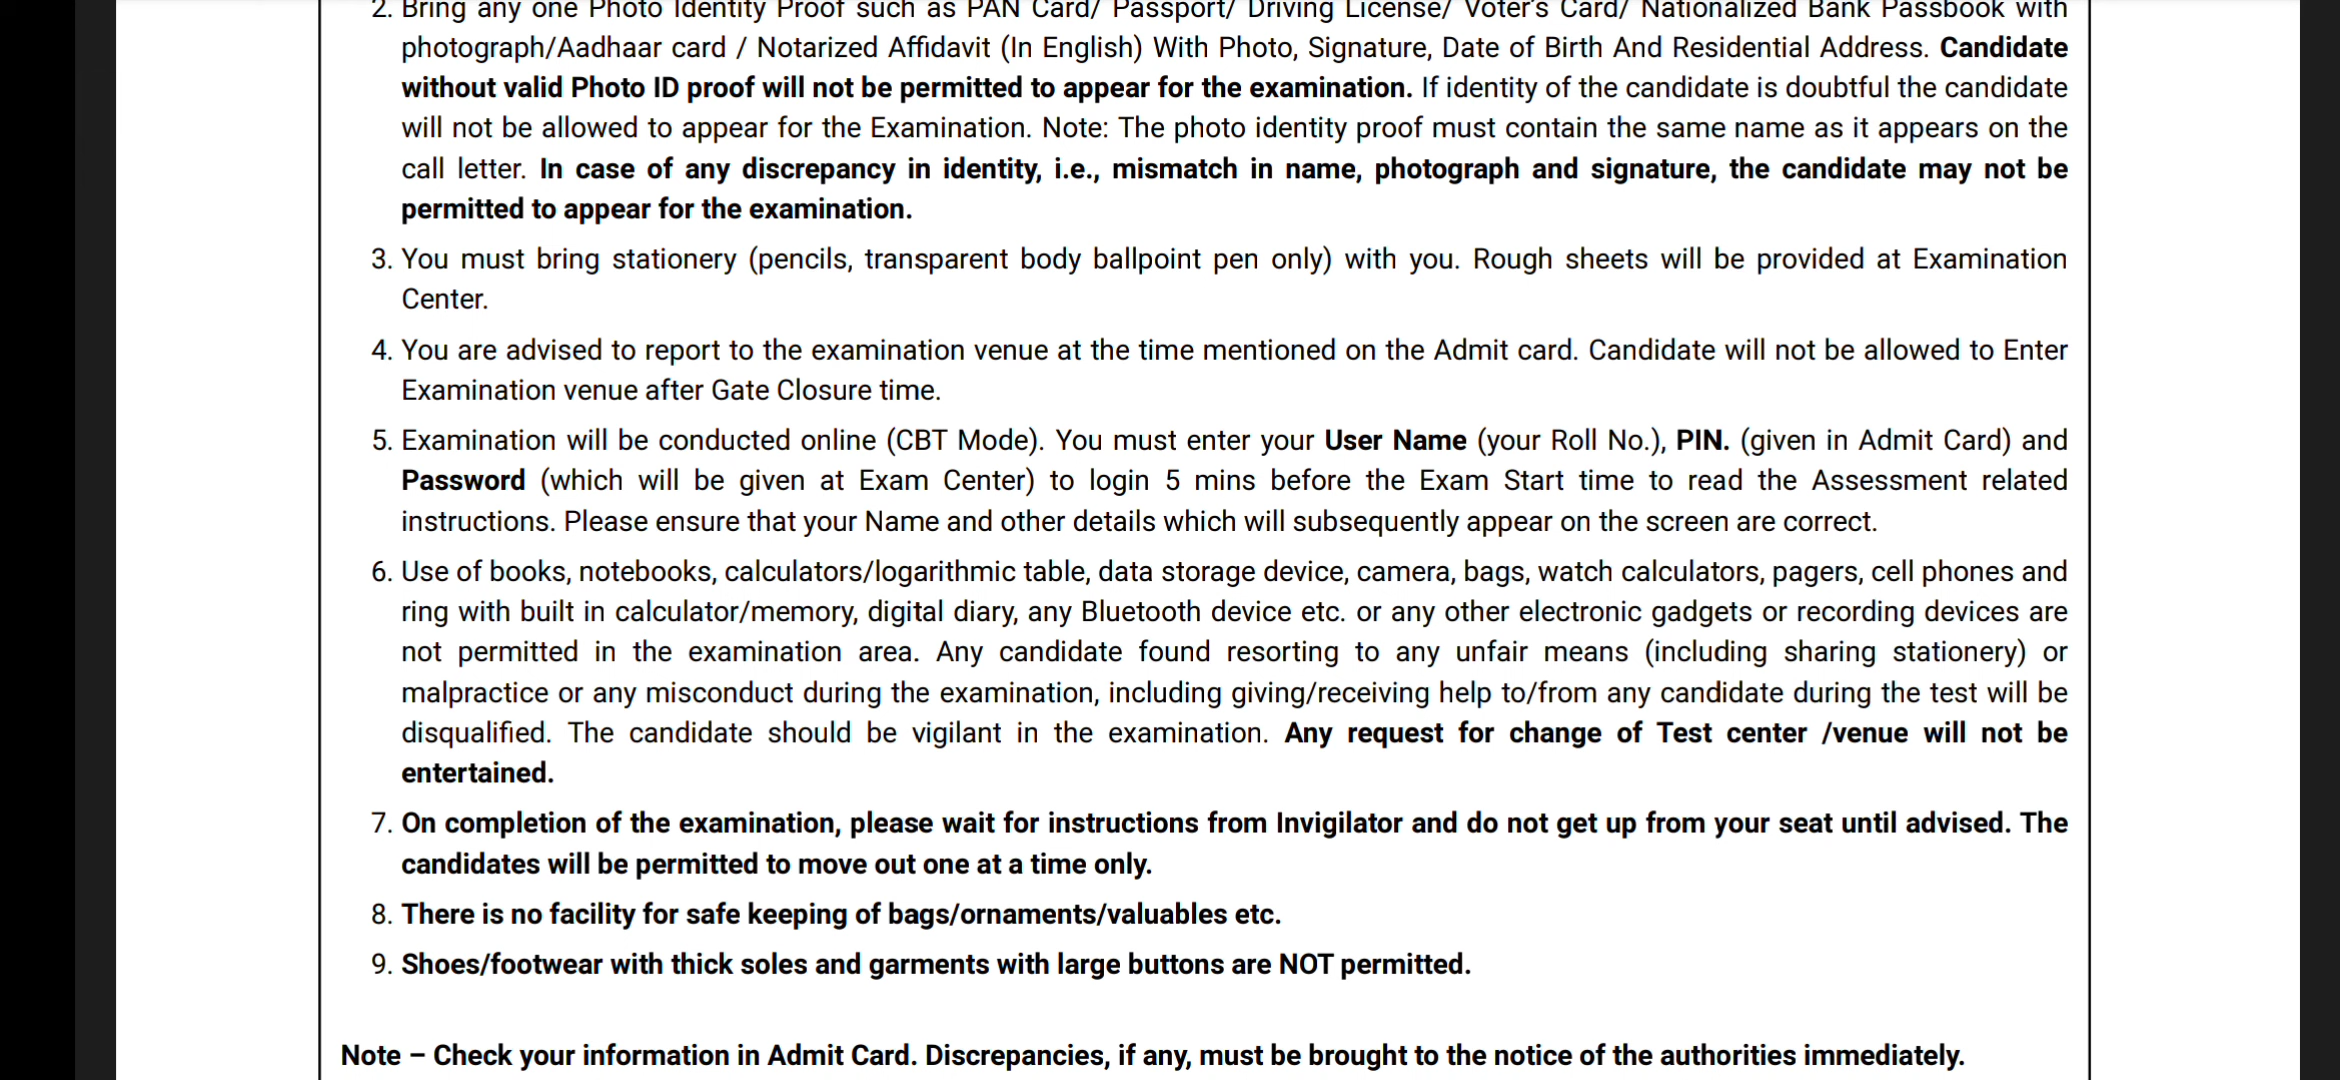 2. Bring any one Photo Identity Proof such as PAN Card/ Passport/ Driving License/ Voter's Card/ Nationalized Bank Passbook with
photograph/Aadhaar card / Notarized Affidavit (In English) With Photo, Signature, Date of Birth And Residential Address. Candidate
without valid Photo ID proof will not be permitted to appear for the examination. If identity of the candidate is doubtful the candidate
will not be allowed to appear for the Examination. Note: The photo identity proof must contain the same name as it appears on the
call letter. In case of any discrepancy in identity, i.e., mismatch in name, photograph and signature, the candidate may not be
permitted to appear for the examination.
3. You must bring stationery (pencils, transparent body ballpoint pen only) with you. Rough sheets will be provided at Examination
Center.
4. You are advised to report to the examination venue at the time mentioned on the Admit card. Candidate will not be allowed to Enter
Examination venue after Gate Closure time.
5. Examination will be conducted online (CBT Mode). You must enter your User Name (your Roll No.), PIN. (given in Admit Card) and
Password (which will be given at Exam Center) to login 5 mins before the Exam Start time to read the Assessment related
instructions. Please ensure that your Name and other details which will subsequently appear on the screen are correct.
6. Use of books, notebooks, calculators/logarithmic table, data storage device, camera, bags, watch calculators, pagers, cell phones and
ring with built in calculator/memory, digital diary, any Bluetooth device etc. or any other electronic gadgets or recording devices are
not permitted in the examination area. Any candidate found resorting to any unfair means (including sharing stationery) or
malpractice or any misconduct during the examination, including giving/receiving help to/from any candidate during the test will be
disqualified. The candidate should be vigilant in the examination. Any request for change of Test center /venue will not be
entertained.
7. On completion of the examination, please wait for instructions from Invigilator and do not get up from your seat until advised. The
candidates will be permitted to move out one at a time only.
8. There is no facility for safe keeping of bags/ornaments/valuables etc.
9. Shoes/footwear with thick soles and garments with large buttons are NOT permitted.
Note – Check your information in Admit Card. Discrepancies, if any, must be brought to the notice of the authorities immediately.